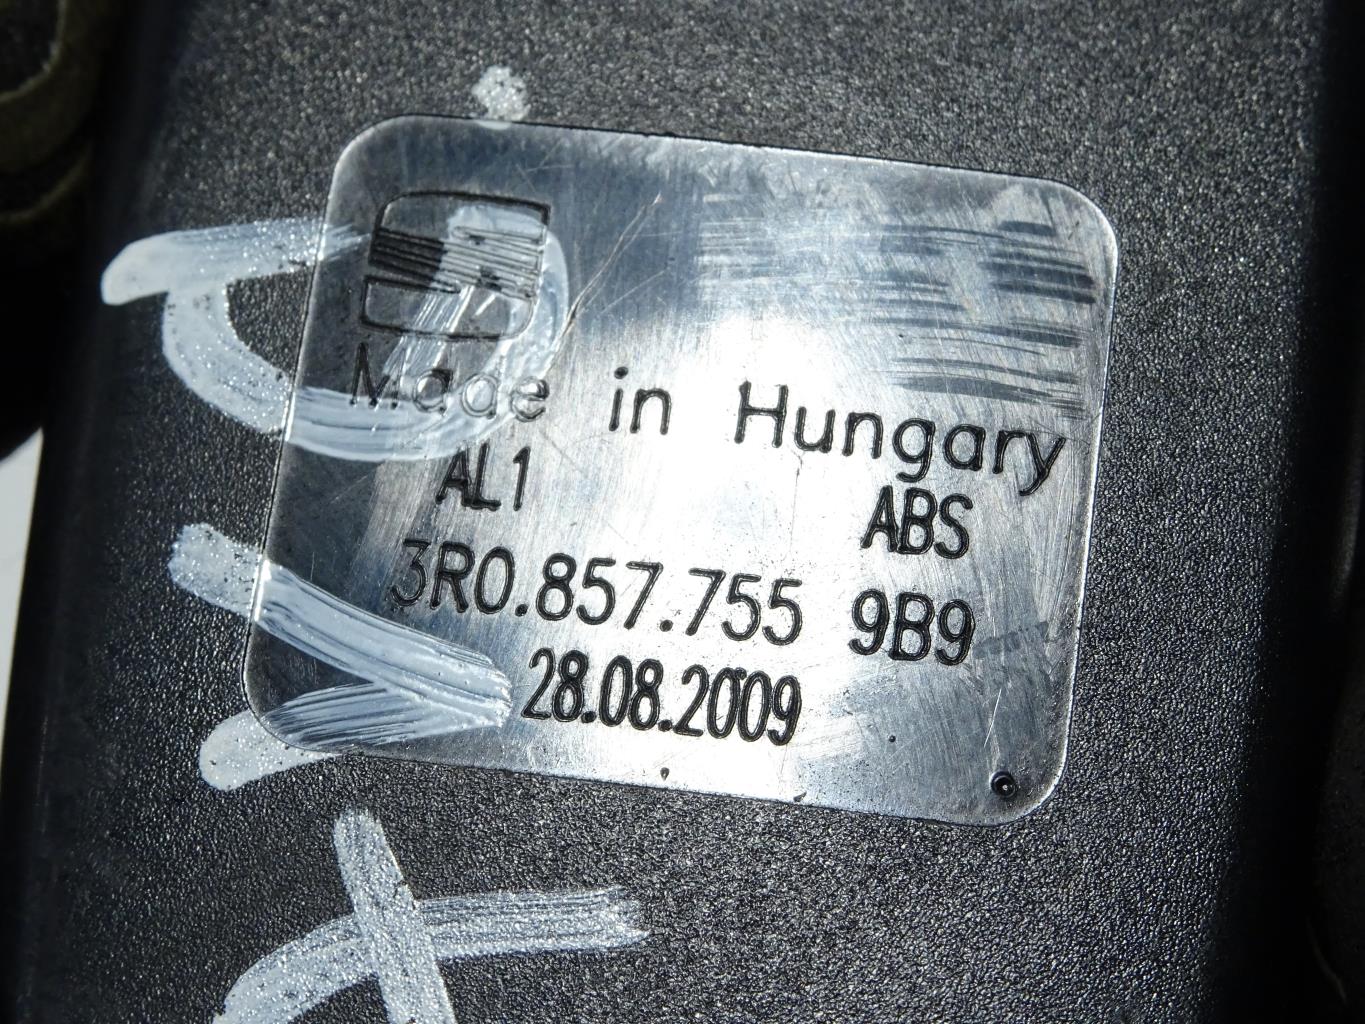 Made in Hungary
AL1 ABS
3R0.857.755 9B9
28.08.2009